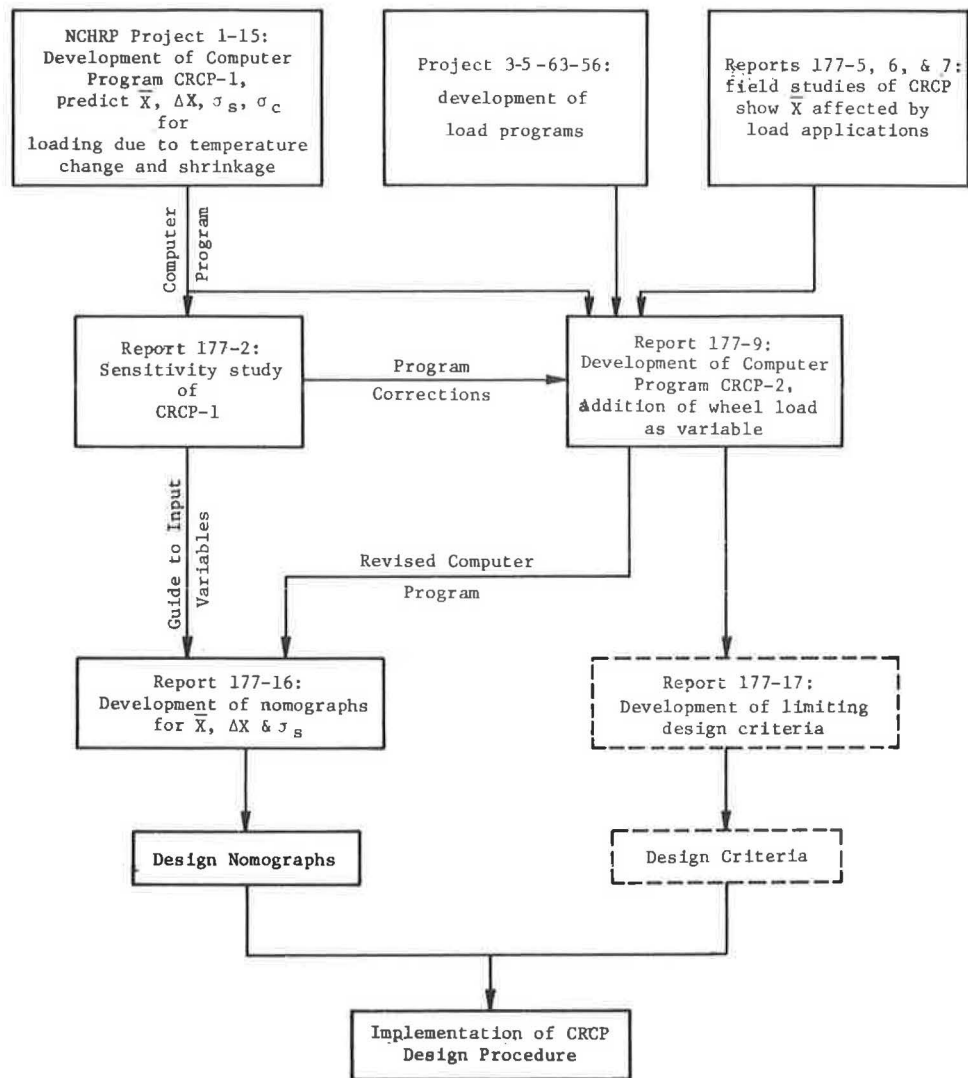 NCHRP Project 1-15:
Development of Computer
Program CRCP-1,
predict X̅, ΔX, σs, σc
for
loading due to temperature
change and shrinkage
Project 3-5-63-56:
development of
load programs
Reports 177-5, 6, & 7:
field studies of CRCP
show X̅ affected by
load applications
Computer
Program
Report 177-2:
Sensitivity study
of
CRCP-1
Program
Corrections
Report 177-9:
Development of Computer
Program CRCP-2,
Addition of wheel load
as variable
Guide to Input
Variables
Revised Computer
Program
Report 177-16:
Development of nomographs
for X̅, ΔX & σs
Report 177-17:
Development of limiting
design criteria
Design Nomographs
Design Criteria
Implementation of CRCP
Design Procedure